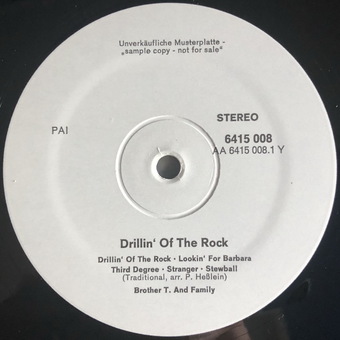 Unverkäufliche Musterplatte -
„sample copy - not for sale"
STEREO
PAI
6415 008
AA 6415 008.1 Y
Drillin' Of The Rock
Drillin' Of The Rock · Lookin' For Barbara
Third Degree · Stranger · Stewball
(Traditional, arr. P. Heßlein)
Brother T. And Family